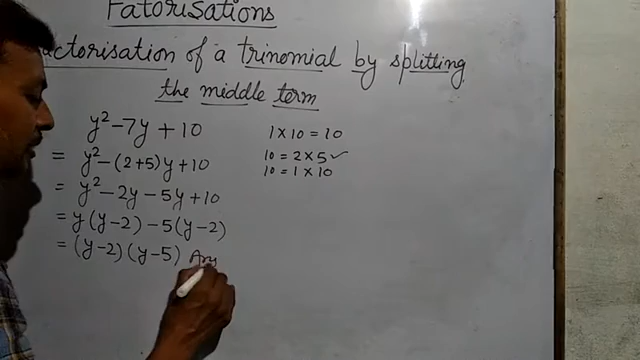 Fatorisations
actorisation of a trinomial by splitting
the middle term
y² - 7y + 10
= y² - (2+5)y + 10
= y² - 2y - 5y + 10
= y (y - 2) - 5(y - 2)
= (y - 2) (y - 5) Ans
1 × 10 = 10
10 = 2 × 5 ✓
10 = 1 × 10